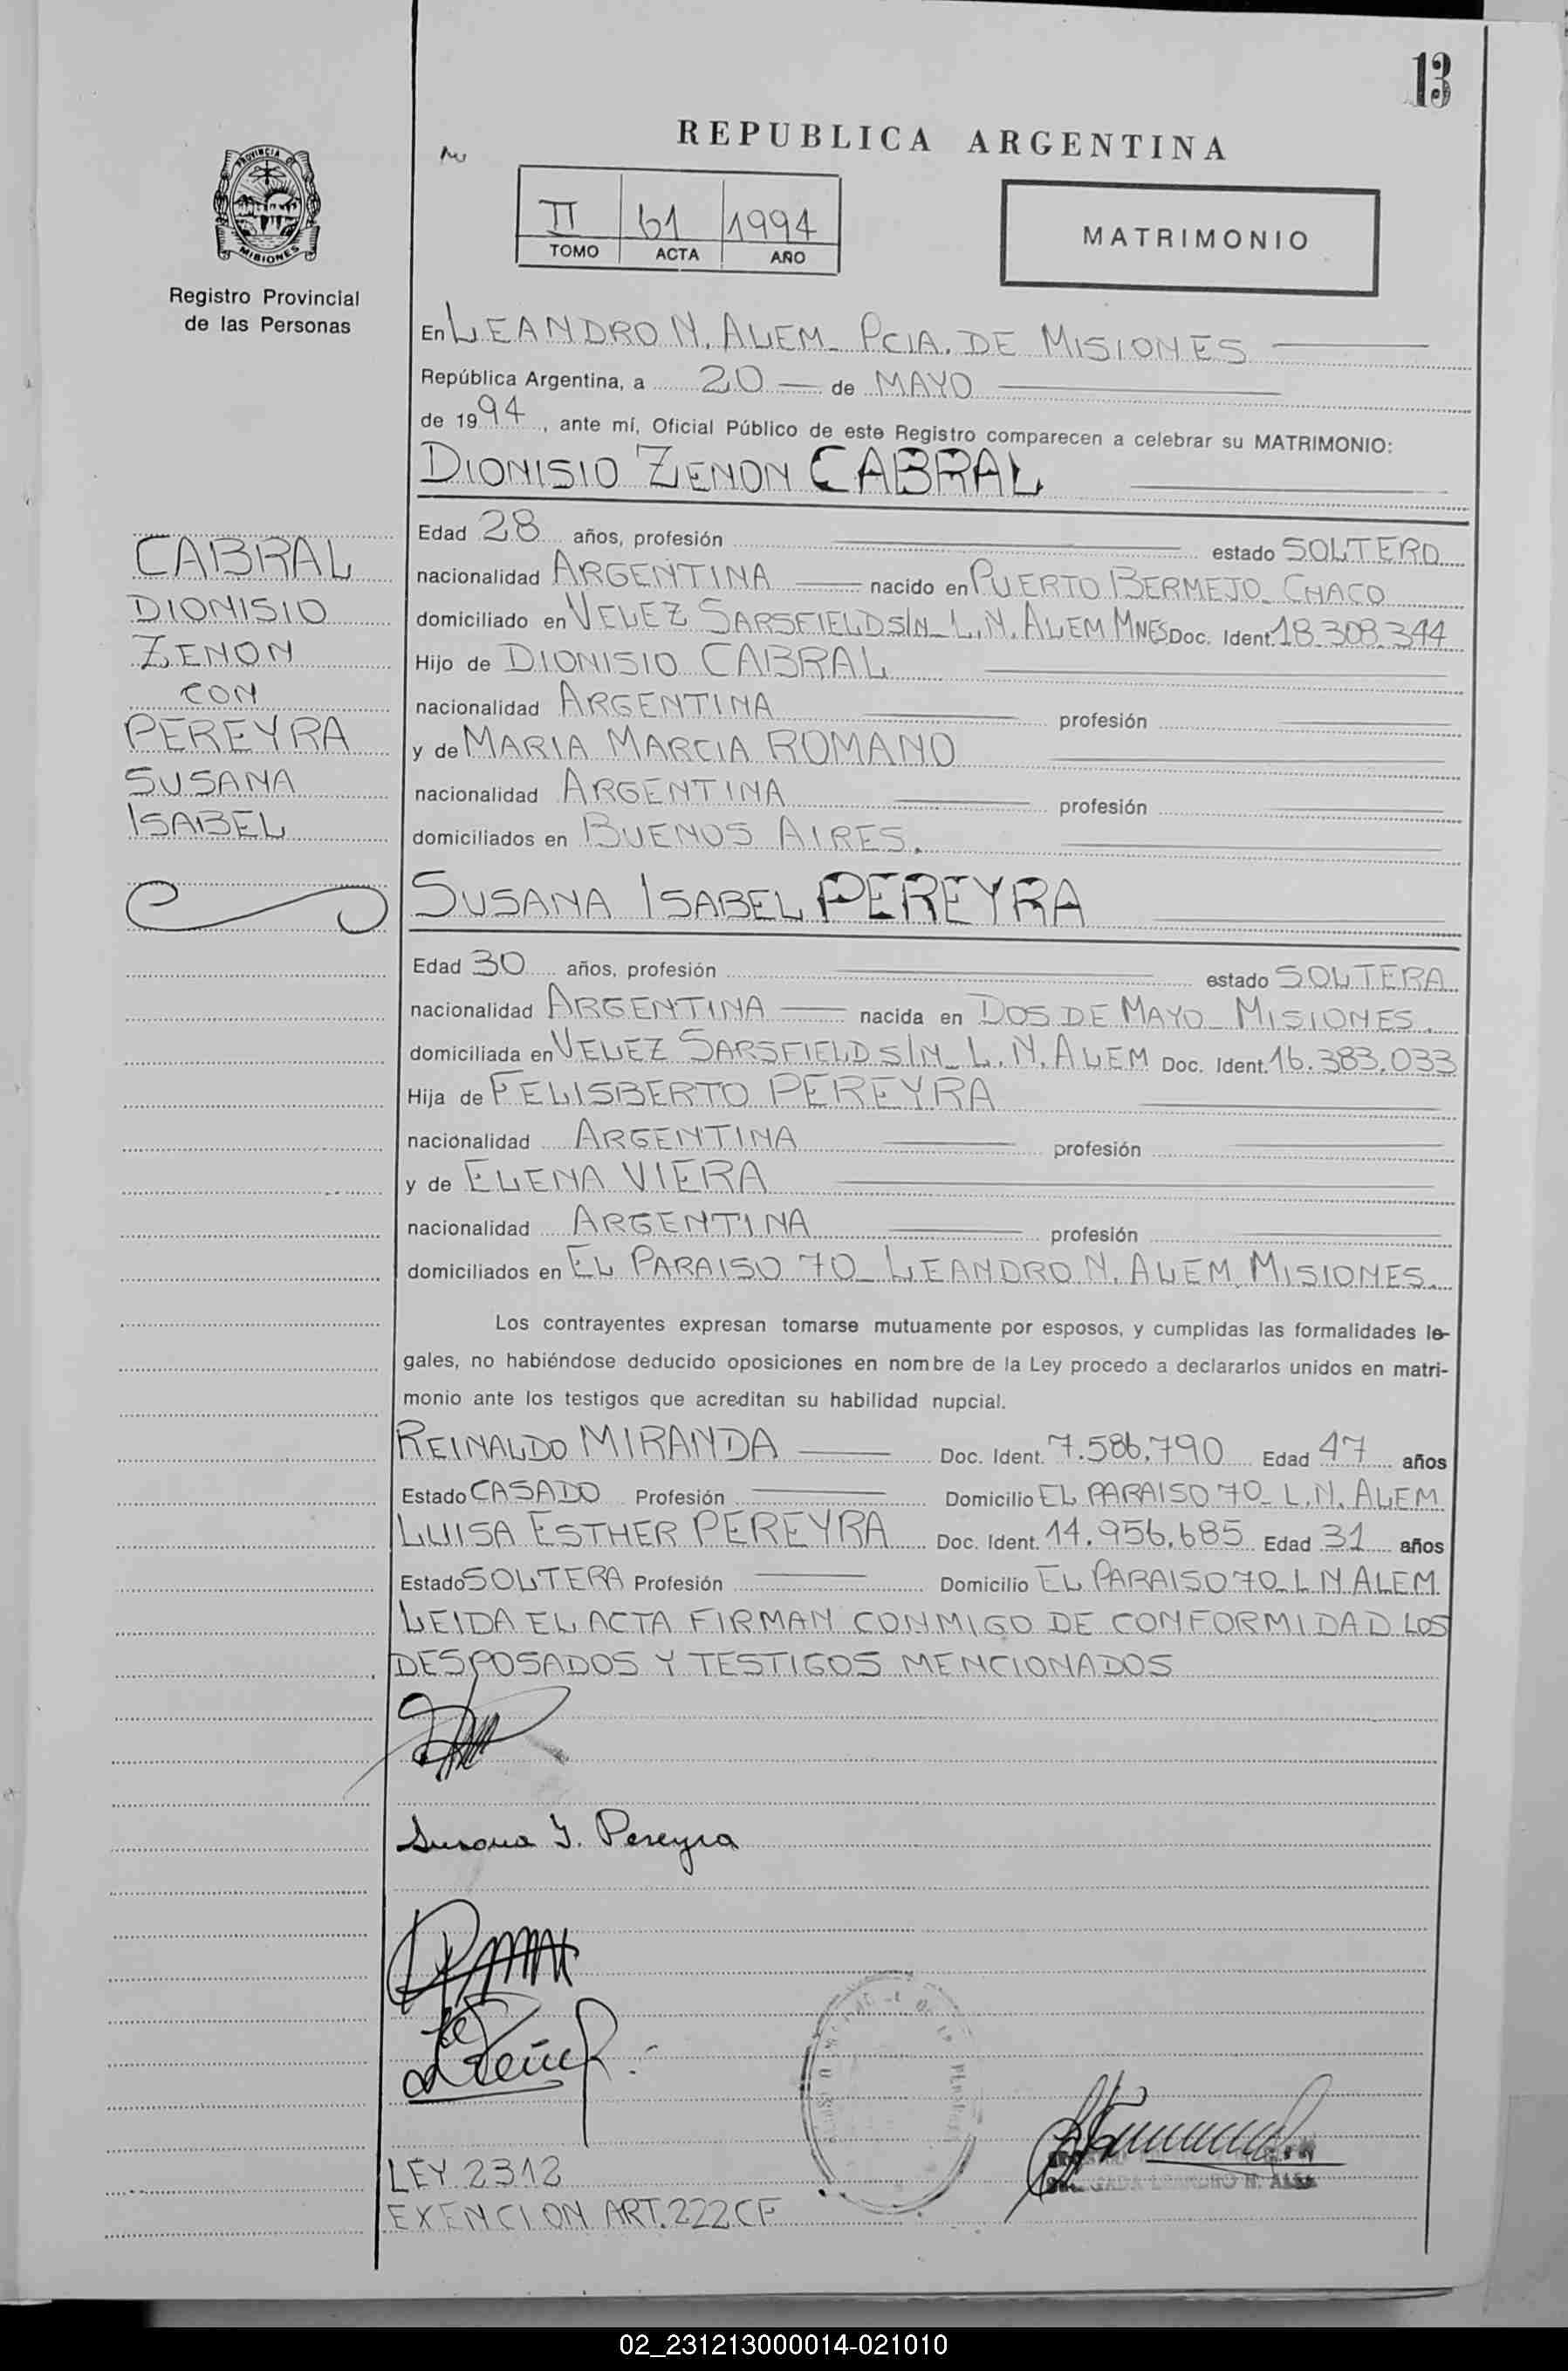 13
REPUBLICA ARGENTINA
PROVINCIA DE
MISIONES
Registro Provincial
de las Personas
II 61 1994
TOMO ACTA AÑO
MATRIMONIO
En LEANDRO N. ALEM_ PCIA. DE MISIONES
República Argentina, a 20 de MAYO
de 1994, ante mí, Oficial Público de este Registro comparecen a celebrar su MATRIMONIO:
DIONISIO ZENON CABRAL
CABRAL
DIONISIO
ZENON
CON
PEREYRA
SUSANA
ISABEL
Edad 28 años, profesión estado SOLTERO
nacionalidad ARGENTINA nacido en PUERTO BERMEJO_ CHACO
domiciliado en VELEZ SARSFIELD S/N_ L.N. ALEM MNES Doc. Ident. 18.308.344
Hijo de DIONISIO CABRAL
nacionalidad ARGENTINA profesión
y de MARIA MARCIA ROMANO
nacionalidad ARGENTINA profesión
domiciliados en BUENOS AIRES.
SUSANA ISABEL PEREYRA
Edad 30 años, profesión estado SOLTERA
nacionalidad ARGENTINA nacida en DOS DE MAYO_ MISIONES.
domiciliada en VELEZ SARSFIELD S/N_ L.N. ALEM Doc. Ident. 16.383.033
Hija de FELISBERTO PEREYRA
nacionalidad ARGENTINA profesión
y de ELENA VIERA
nacionalidad ARGENTINA profesión
domiciliados en EL PARAISO 70_ LEANDRO N. ALEM, MISIONES.
Los contrayentes expresan tomarse mutuamente por esposos, y cumplidas las formalidades le-
gales, no habiéndose deducido oposiciones en nombre de la Ley procedo a declararlos unidos en matri-
monio ante los testigos que acreditan su habilidad nupcial.
REINALDO MIRANDA Doc. Ident. 7.586.790 Edad 47 años
Estado CASADO Profesión Domicilio EL PARAISO 70_ L.N. ALEM
LUISA ESTHER PEREYRA Doc. Ident. 14.956.685 Edad 31 años
Estado SOLTERA Profesión Domicilio EL PARAISO 70_ L N ALEM
LEIDA EL ACTA FIRMAN CONMIGO DE CONFORMIDAD LOS
DESPOSADOS Y TESTIGOS MENCIONADOS
Susana I. Pereyra
LEY 2312
EXENCION ART. 222 CF
02_231213000014-021010